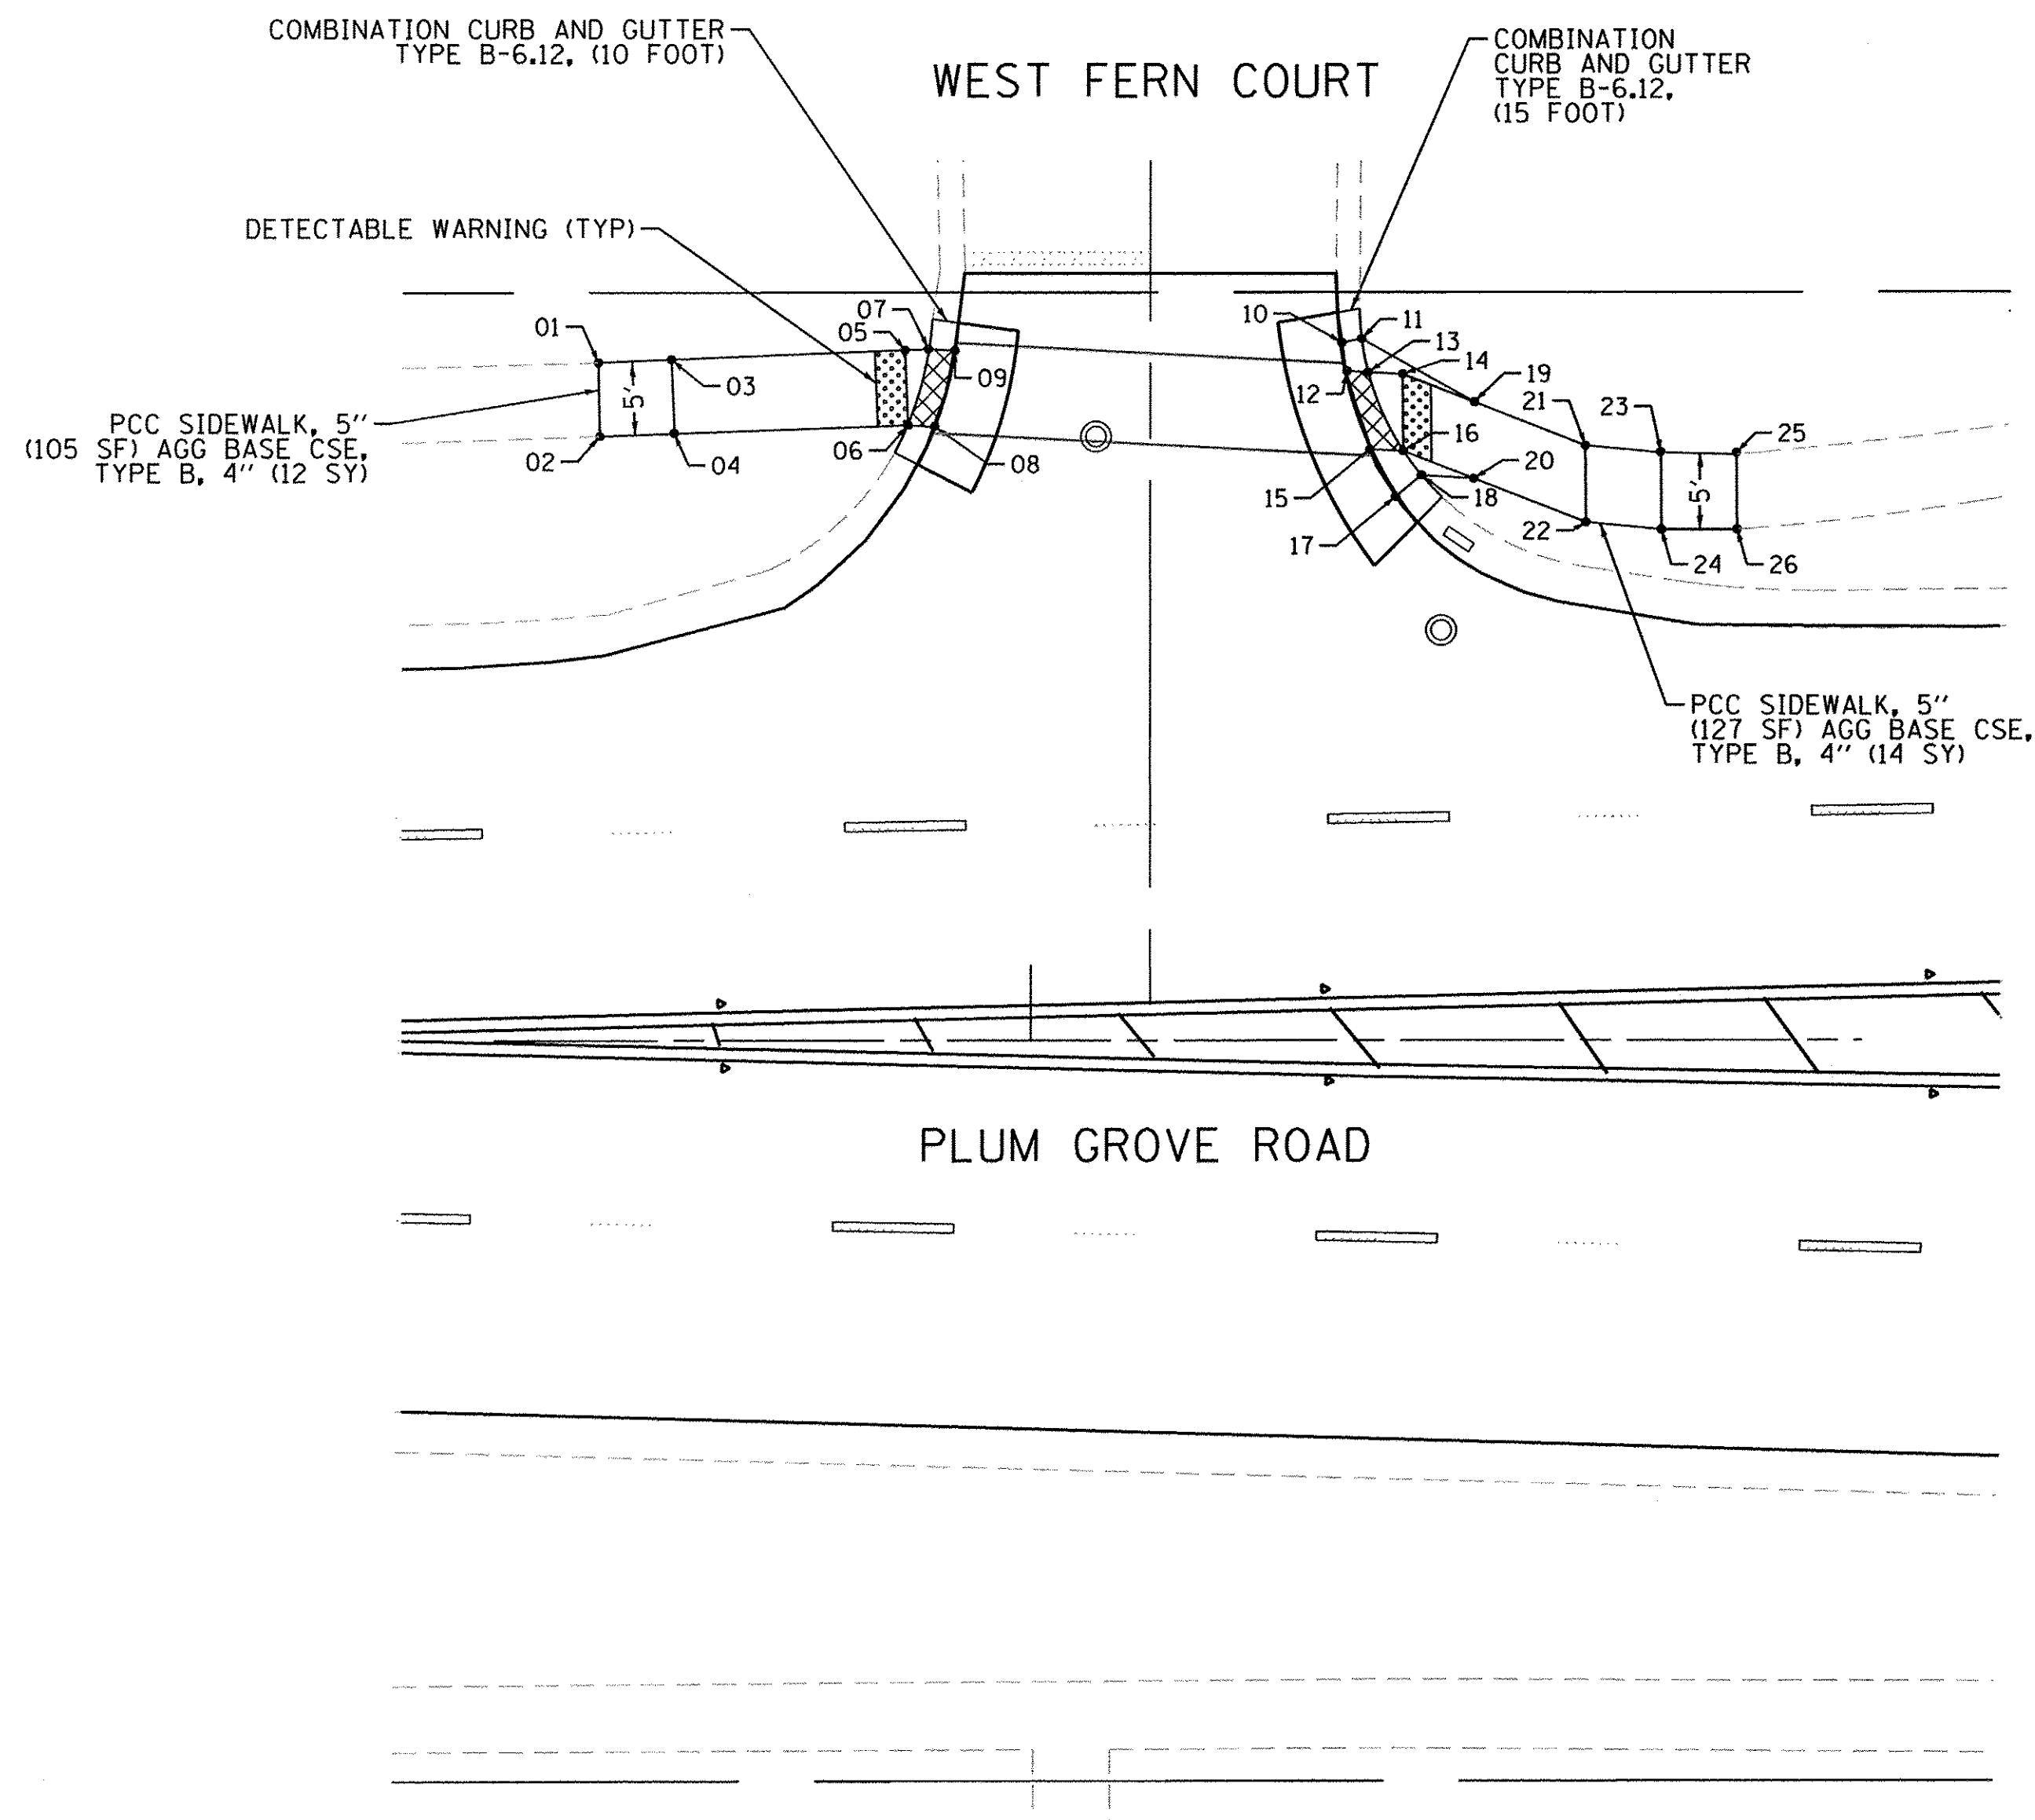 COMBINATION CURB AND GUTTER
TYPE B-6.12, (10 FOOT)
COMBINATION
CURB AND GUTTER
TYPE B-6.12,
(15 FOOT)
WEST FERN COURT
DETECTABLE WARNING (TYP)
01
05
07
10
11
13
14
03
09
12
19
21
23
25
5'
PCC SIDEWALK, 5"
(105 SF) AGG BASE CSE,
TYPE B, 4" (12 SY)
02
04
06
08
15
16
20
18
17
22
5'
24
26
PCC SIDEWALK, 5"
(127 SF) AGG BASE CSE,
TYPE B, 4" (14 SY)
PLUM GROVE ROAD